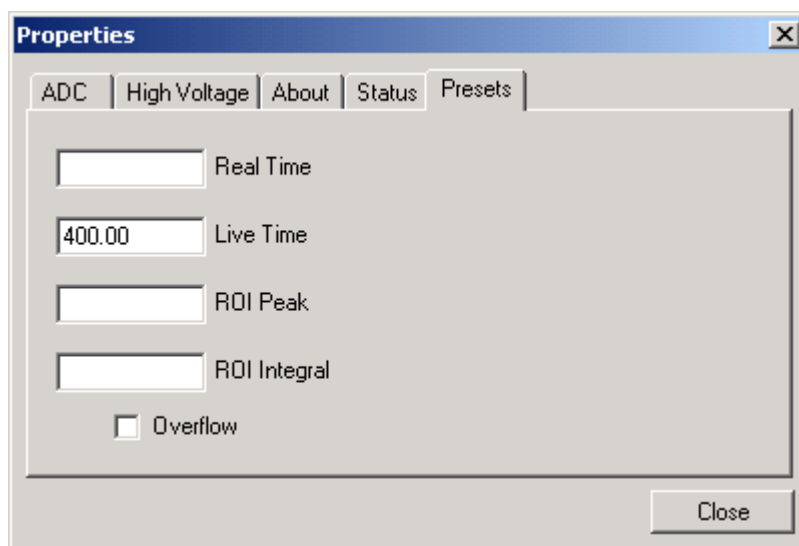 Properties
ADC High Voltage About Status Presets
Real Time
400.00 Live Time
ROI Peak
ROI Integral
Overflow
Close